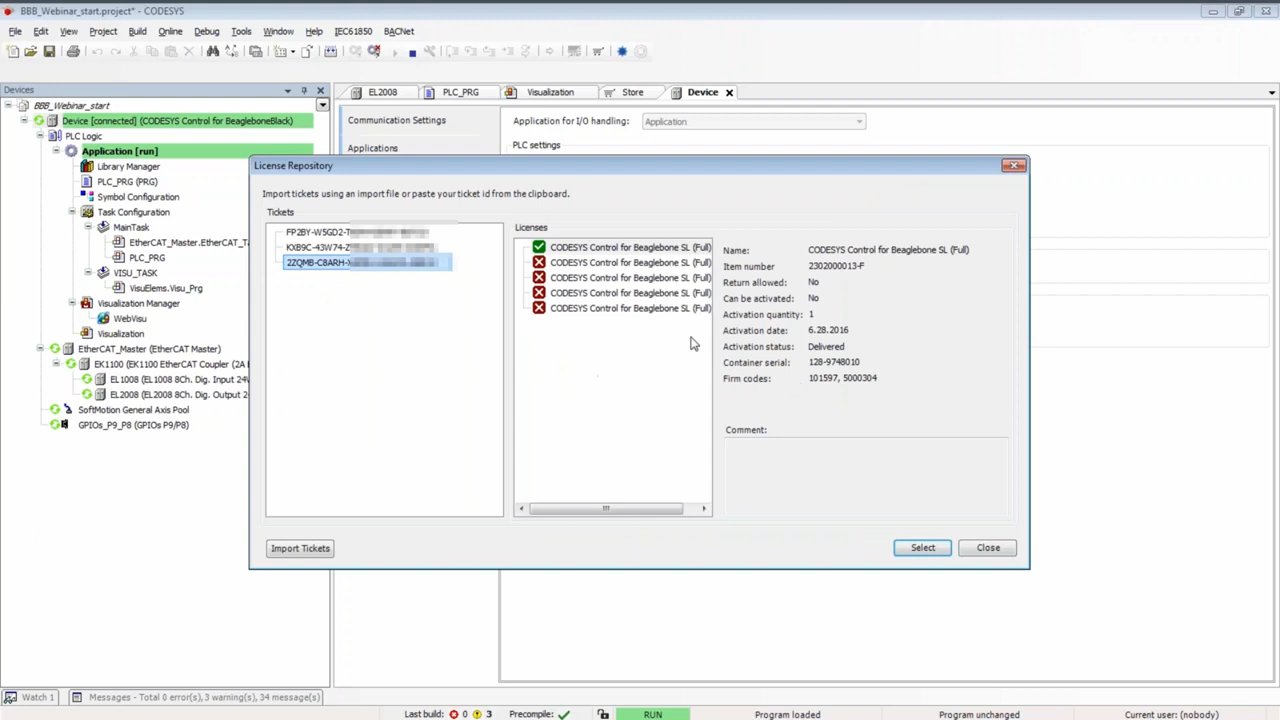 BBB_Webinar_start.project* - CODESYS
File Edit View Project Build Online Debug Tools Window Help IEC61850 BACNet
Devices
EL2008 PLC_PRG Visualization Store Device
BBB_Webinar_start
Device [connected] (CODESYS Control for BeagleboneBlack)
PLC Logic
Application [run]
Library Manager
PLC_PRG (PRG)
Symbol Configuration
Task Configuration
MainTask
EtherCAT_Master.EtherCAT_Ta
PLC_PRG
VISU_TASK
VisuElems.Visu_Prg
Visualization Manager
WebVisu
Visualization
EtherCAT_Master (EtherCAT Master)
EK1100 (EK1100 EtherCAT Coupler (2A
EL1008 (EL1008 8Ch. Dig. Input 24V
EL2008 (EL2008 8Ch. Dig. Output 2
SoftMotion General Axis Pool
GPIOs_P9_P8 (GPIOs P9/P8)
Communication Settings
Applications
Application for I/O handling: Application
PLC settings
License Repository
Import tickets using an import file or paste your ticket id from the clipboard.
Tickets
FP2BY-W5GD2-
KXB9C-43W74-
2ZQMB-C8ARH-
Licenses
CODESYS Control for Beaglebone SL (Full)
CODESYS Control for Beaglebone SL (Full)
CODESYS Control for Beaglebone SL (Full)
CODESYS Control for Beaglebone SL (Full)
CODESYS Control for Beaglebone SL (Full)
Name: CODESYS Control for Beaglebone SL (Full)
Item number 2302000013-F
Return allowed: No
Can be activated: No
Activation quantity: 1
Activation date: 6.28.2016
Activation status: Delivered
Container serial: 128-9748010
Firm codes: 101597, 5000304
Comment:
Import Tickets Select Close
Watch 1 Messages - Total 0 error(s), 3 warning(s), 34 message(s)
Last build: 0 3 Precompile: RUN Program loaded Program unchanged Current user: (nobody)